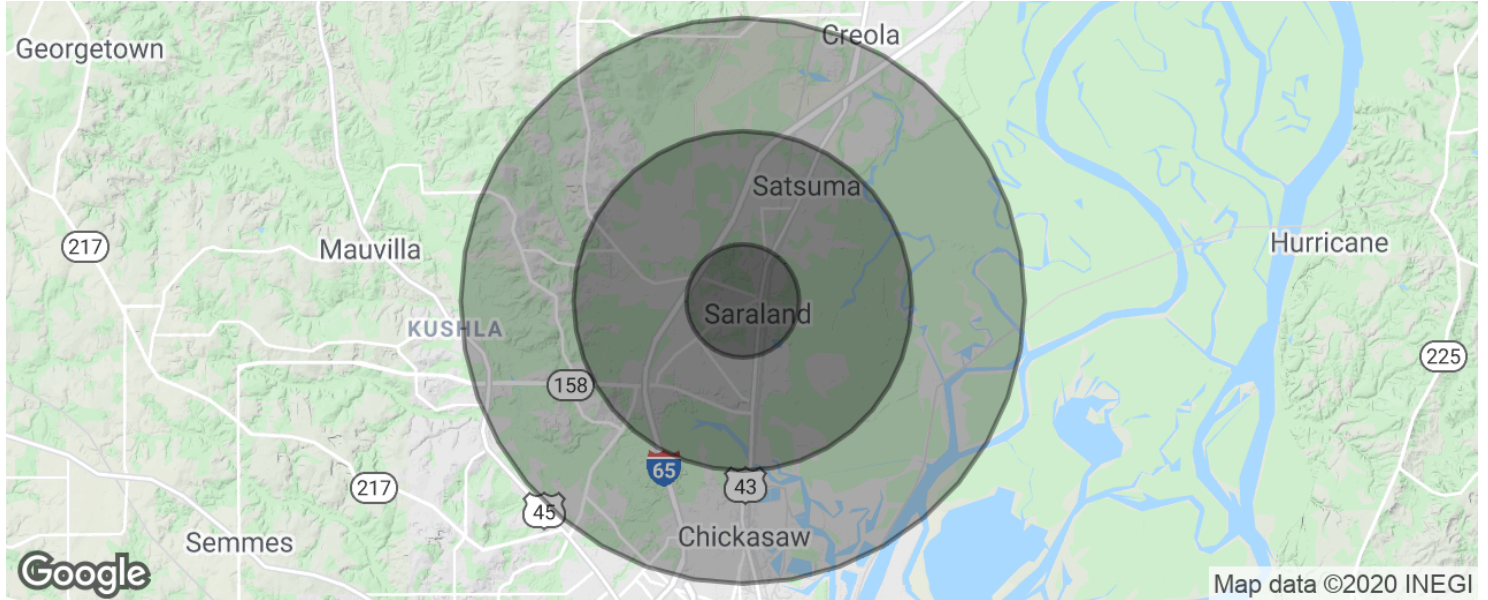 Georgetown
Creola
Satsuma
217
Mauvilla
Hurricane
Saraland
KUSHLA
225
158
65
43
217
45
Chickasaw
Semmes
Google
Map data ©2020 INEGI